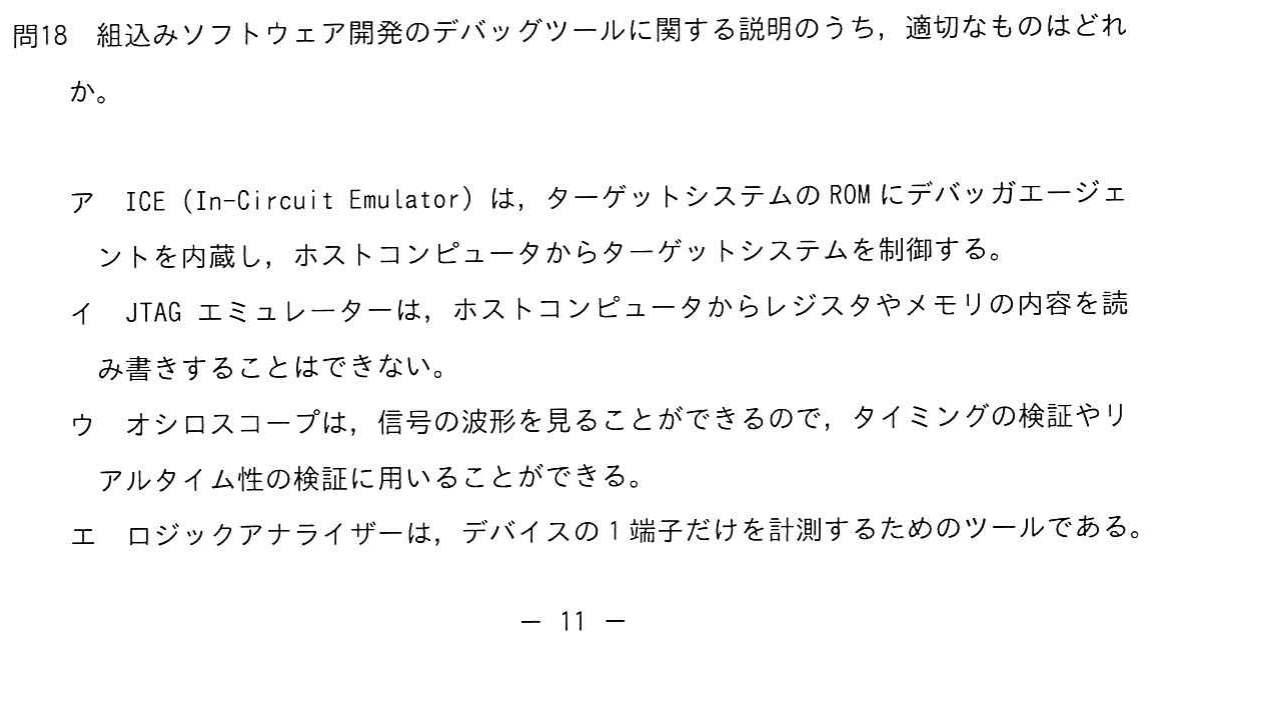 問18　組込みソフトウェア開発のデバッグツールに関する説明のうち，適切なものはどれ
か。
ア　ICE (In-Circuit Emulator) は，ターゲットシステムの ROM にデバッガエージェ
ントを内蔵し，ホストコンピュータからターゲットシステムを制御する。
イ　JTAG エミュレーターは，ホストコンピュータからレジスタやメモリの内容を読
み書きすることはできない。
ウ　オシロスコープは，信号の波形を見ることができるので，タイミングの検証やリ
アルタイム性の検証に用いることができる。
エ　ロジックアナライザーは，デバイスの 1 端子だけを計測するためのツールである。
― 11 ―